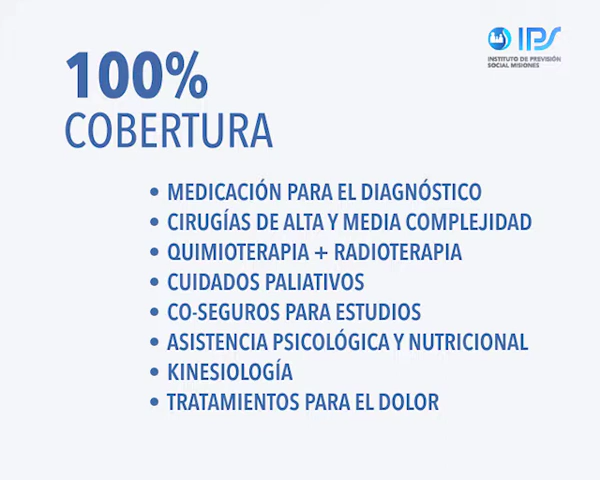 IPS
INSTITUTO DE PREVISIÓN
SOCIAL MISIONES
100%
COBERTURA
• MEDICACIÓN PARA EL DIAGNÓSTICO
• CIRUGÍAS DE ALTA Y MEDIA COMPLEJIDAD
• QUIMIOTERAPIA + RADIOTERAPIA
• CUIDADOS PALIATIVOS
• CO-SEGUROS PARA ESTUDIOS
• ASISTENCIA PSICOLÓGICA Y NUTRICIONAL
• KINESIOLOGÍA
• TRATAMIENTOS PARA EL DOLOR